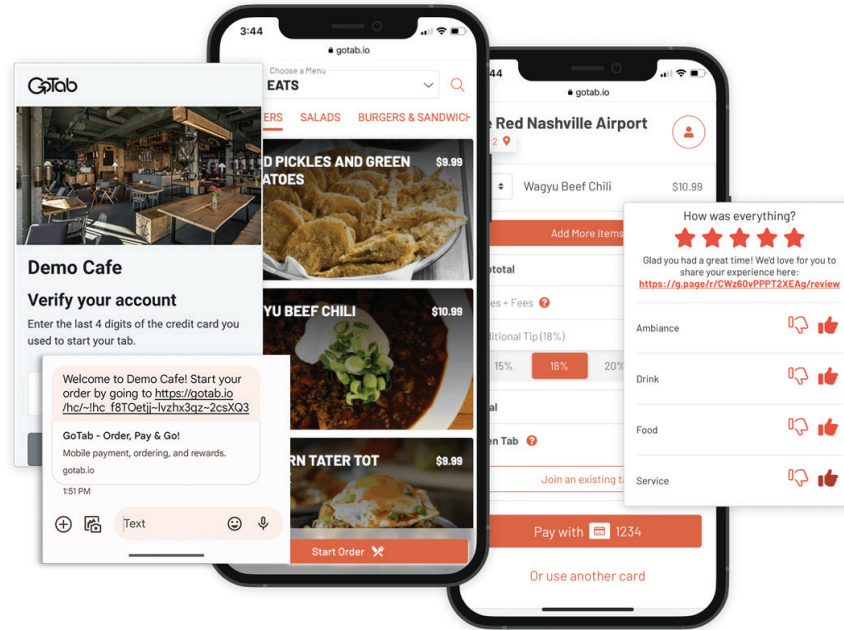 GoTab
Demo Cafe
Verify your account
Enter the last 4 digits of the credit card you
used to start your tab.
Welcome to Demo Cafe! Start your
order by going to https://gotab.io
/hc/~!hc_f8TOetjj~lvzhx3qz~2csXQ3
GoTab - Order, Pay & Go!
Mobile payment, ordering, and rewards.
gotab.io
1:51 PM
Text
3:44
gotab.io
Choose a Menu
EATS
ERS SALADS BURGERS & SANDWICH
D PICKLES AND GREEN $9.99
ATOES
YU BEEF CHILI $10.99
RN TATER TOT $9.99
Start Order
44
gotab.io
e Red Nashville Airport
2
Wagyu Beef Chili $10.99
Add More Items
btotal
es + Fees
ditional Tip (18%)
15% 18% 20%
al
en Tab
Join an existing ta
Pay with 1234
Or use another card
How was everything?
Glad you had a great time! We'd love for you to
share your experience here:
https://g.page/r/CWz60vPPPT2XEAg/review
Ambiance
Drink
Food
Service